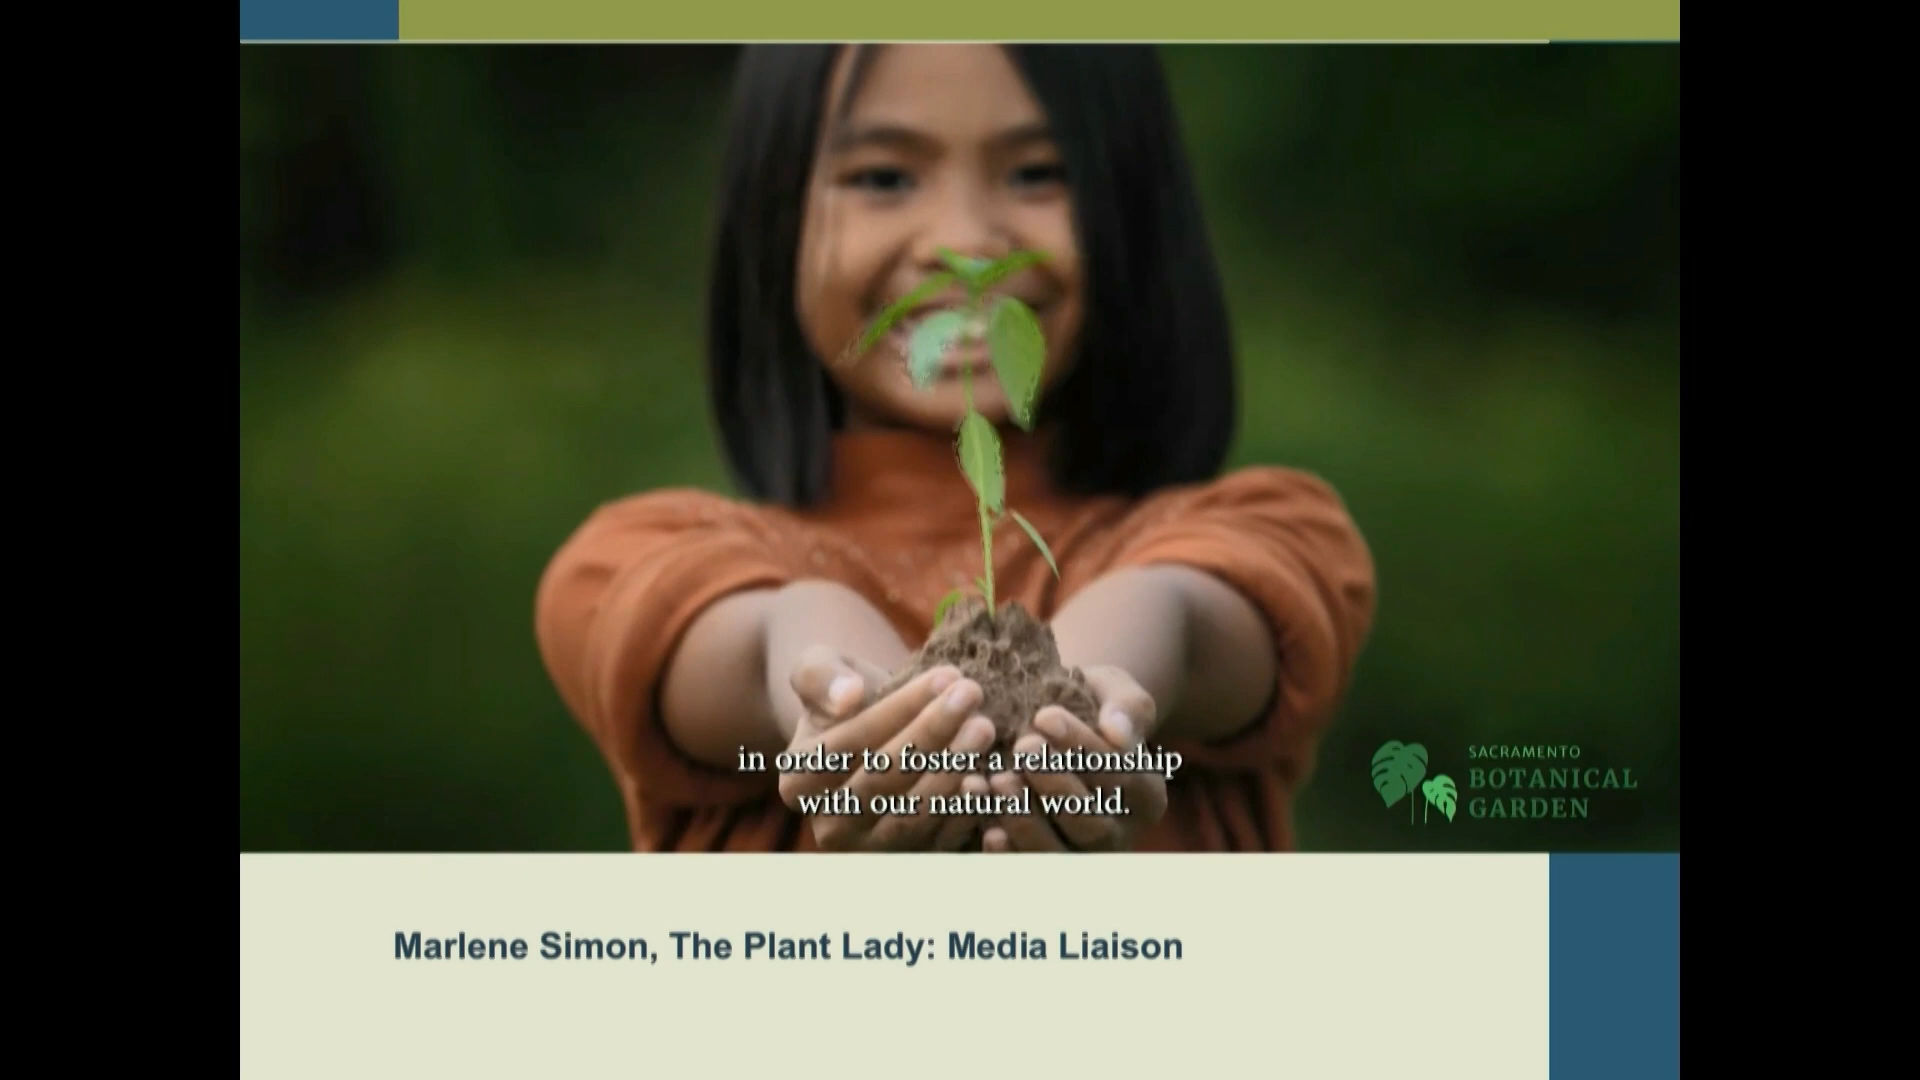 in order to foster a relationship
with our natural world.
SACRAMENTO
BOTANICAL
GARDEN
Marlene Simon, The Plant Lady: Media Liaison